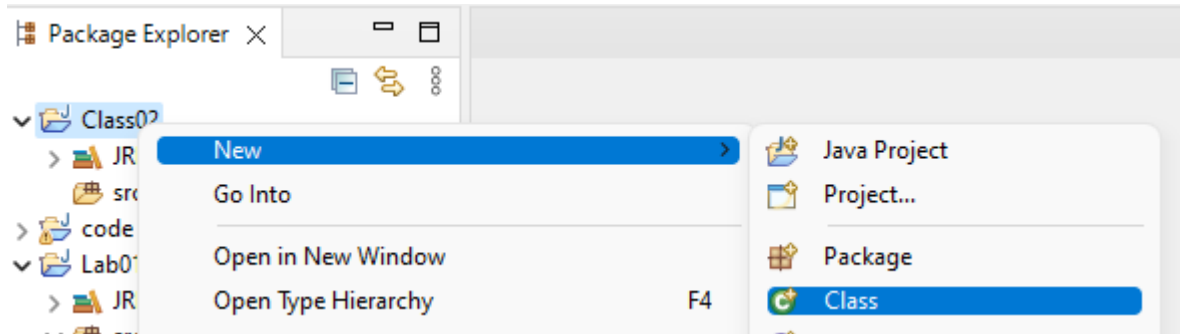 Package Explorer
Class02
New
Java Project
JR
Go Into
Project...
src
code
Open in New Window
Package
Lab01
Open Type Hierarchy F4
Class
JR